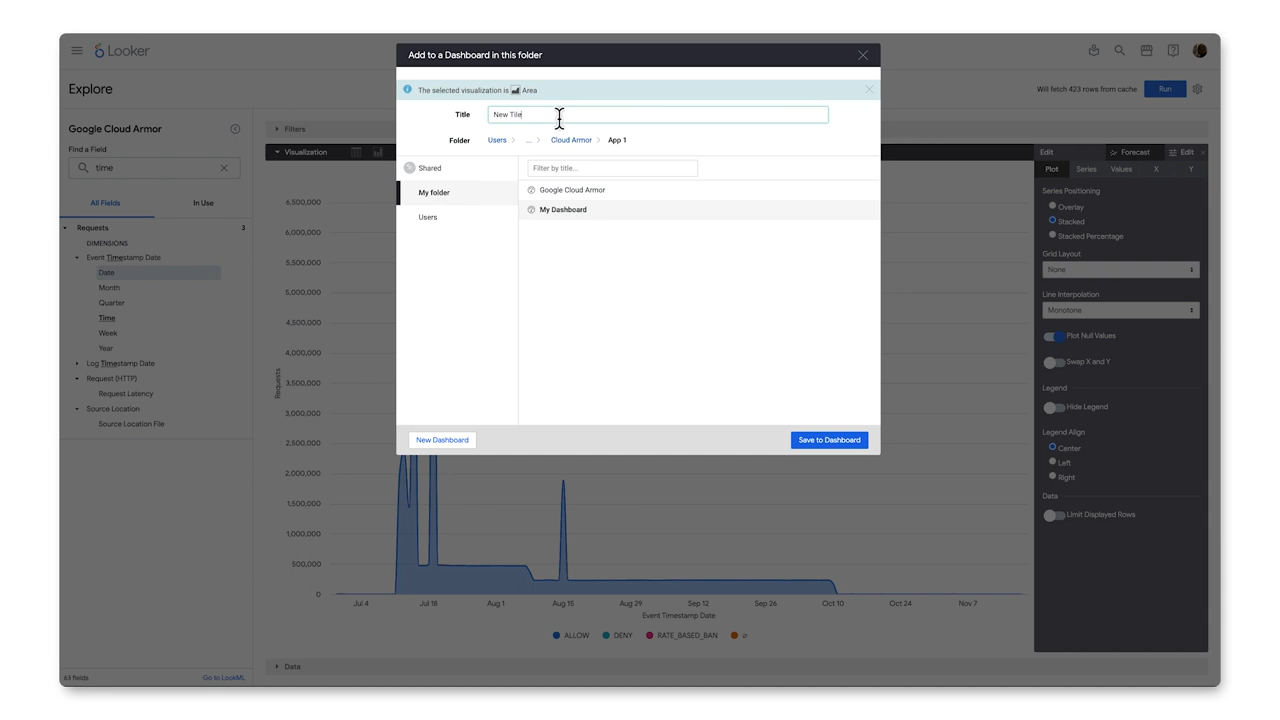 Looker
Add to a Dashboard in this folder
The selected visualization is Area
Title New Tile
Folder Users ... Cloud Armor App 1
Shared
My folder
Users
Filter by title...
Google Cloud Armor
My Dashboard
New Dashboard
Save to Dashboard
Explore
Will fetch 423 rows from cache
Run
Google Cloud Armor
Find a Field
time
All Fields
In Use
Requests 3
DIMENSIONS
Event Timestamp Date
Date
Month
Quarter
Time
Week
Year
Log Timestamp Date
Request (HTTP)
Request Latency
Source Location
Source Location File
63 fields
Go to LookML
Filters
Visualization
6,500,000
6,000,000
5,500,000
5,000,000
4,500,000
4,000,000
3,500,000
3,000,000
2,500,000
2,000,000
1,500,000
1,000,000
500,000
0
Requests
Jul 4 Jul 18 Aug 1 Aug 15 Aug 29 Sep 12 Sep 26 Oct 10 Oct 24 Nov 7
Event Timestamp Date
ALLOW DENY RATE_BASED_BAN ∅
Data
Edit
Forecast
Edit
Plot Series Values X Y
Series Positioning
Overlay
Stacked
Stacked Percentage
Grid Layout
None
Line Interpolation
Monotone
Plot Null Values
Swap X and Y
Legend
Hide Legend
Legend Align
Center
Left
Right
Data
Limit Displayed Rows